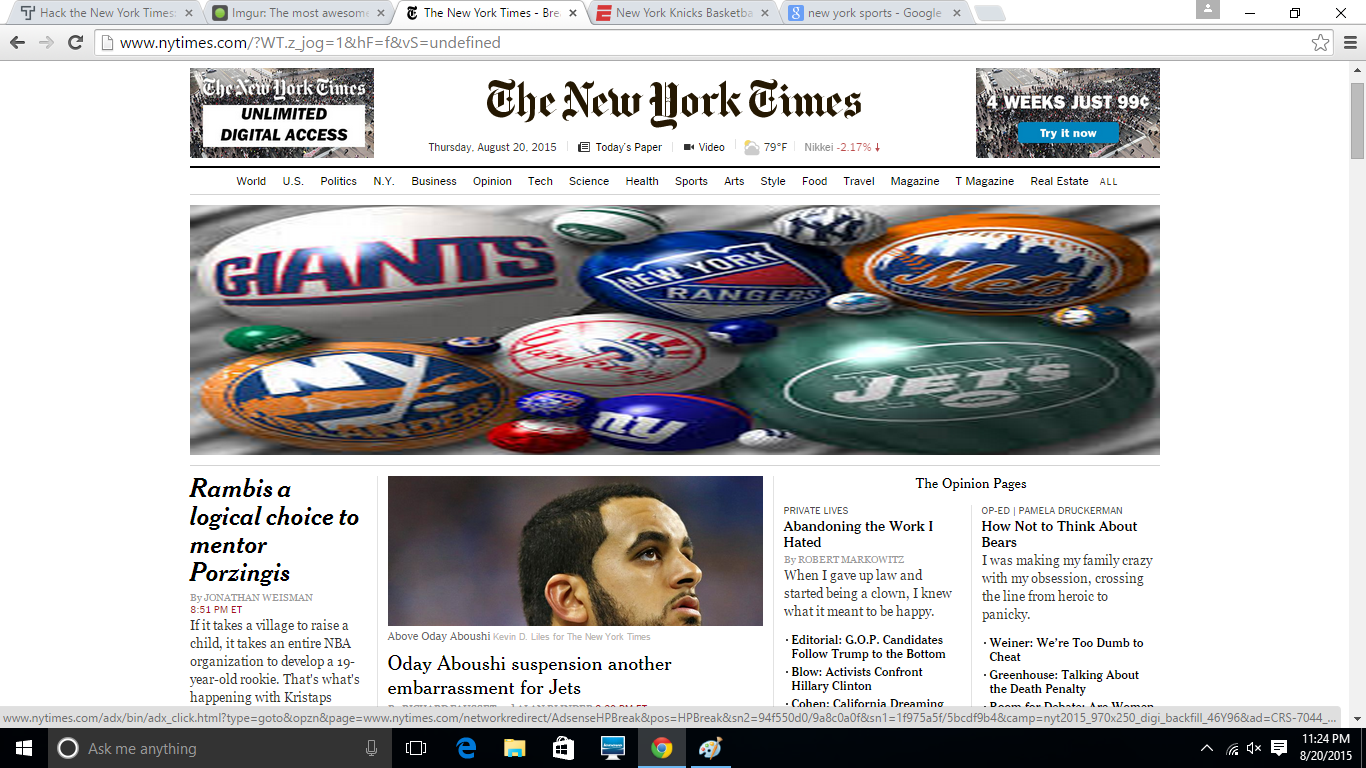 Hack the New York Times:
Imgur: The most awesome
The New York Times - Bre
New York Knicks Basketba
new york sports - Google
www.nytimes.com/?WT.z_jog=1&hF=f&vS=undefined
The New York Times
UNLIMITED
DIGITAL ACCESS
The New York Times
4 WEEKS JUST 99¢
Try it now
Thursday, August 20, 2015
Today's Paper
Video
79°F
Nikkei -2.17%
World U.S. Politics N.Y. Business Opinion Tech Science Health Sports Arts Style Food Travel Magazine T Magazine Real Estate ALL
GIANTS
JETS
NY
NEW YORK
RANGERS
Mets
JETS
Yankees
NY
ISLANDERS
ny
NY
JETS
Rambis a
logical choice to
mentor
Porzingis
By JONATHAN WEISMAN
8:51 PM ET
If it takes a village to raise a
child, it takes an entire NBA
organization to develop a 19-
year-old rookie. That's what's
happening with Kristaps
Above Oday Aboushi Kevin D. Liles for The New York Times
Oday Aboushi suspension another
embarrassment for Jets
The Opinion Pages
PRIVATE LIVES
Abandoning the Work I
Hated
By ROBERT MARKOWITZ
When I gave up law and
started being a clown, I knew
what it meant to be happy.
· Editorial: G.O.P. Candidates
Follow Trump to the Bottom
· Blow: Activists Confront
Hillary Clinton
· Cohen: California Dreaming
OP-ED | PAMELA DRUCKERMAN
How Not to Think About
Bears
I was making my family crazy
with my obsession, crossing
the line from heroic to
panicky.
· Weiner: We're Too Dumb to
Cheat
· Greenhouse: Talking About
the Death Penalty
· Room for Debate: Are Women
www.nytimes.com/adx/bin/adx_click.html?type=goto&opzn&page=www.nytimes.com/networkredirect/AdsenseHPBreak&pos=HPBreak&sn2=94f550d0/9a8c0a0f&sn1=1f975a5f/5bcdf9b4&camp=nyt2015_970x250_digi_backfill_46Y96&ad=CRS-7044_...
Ask me anything
11:24 PM
8/20/2015